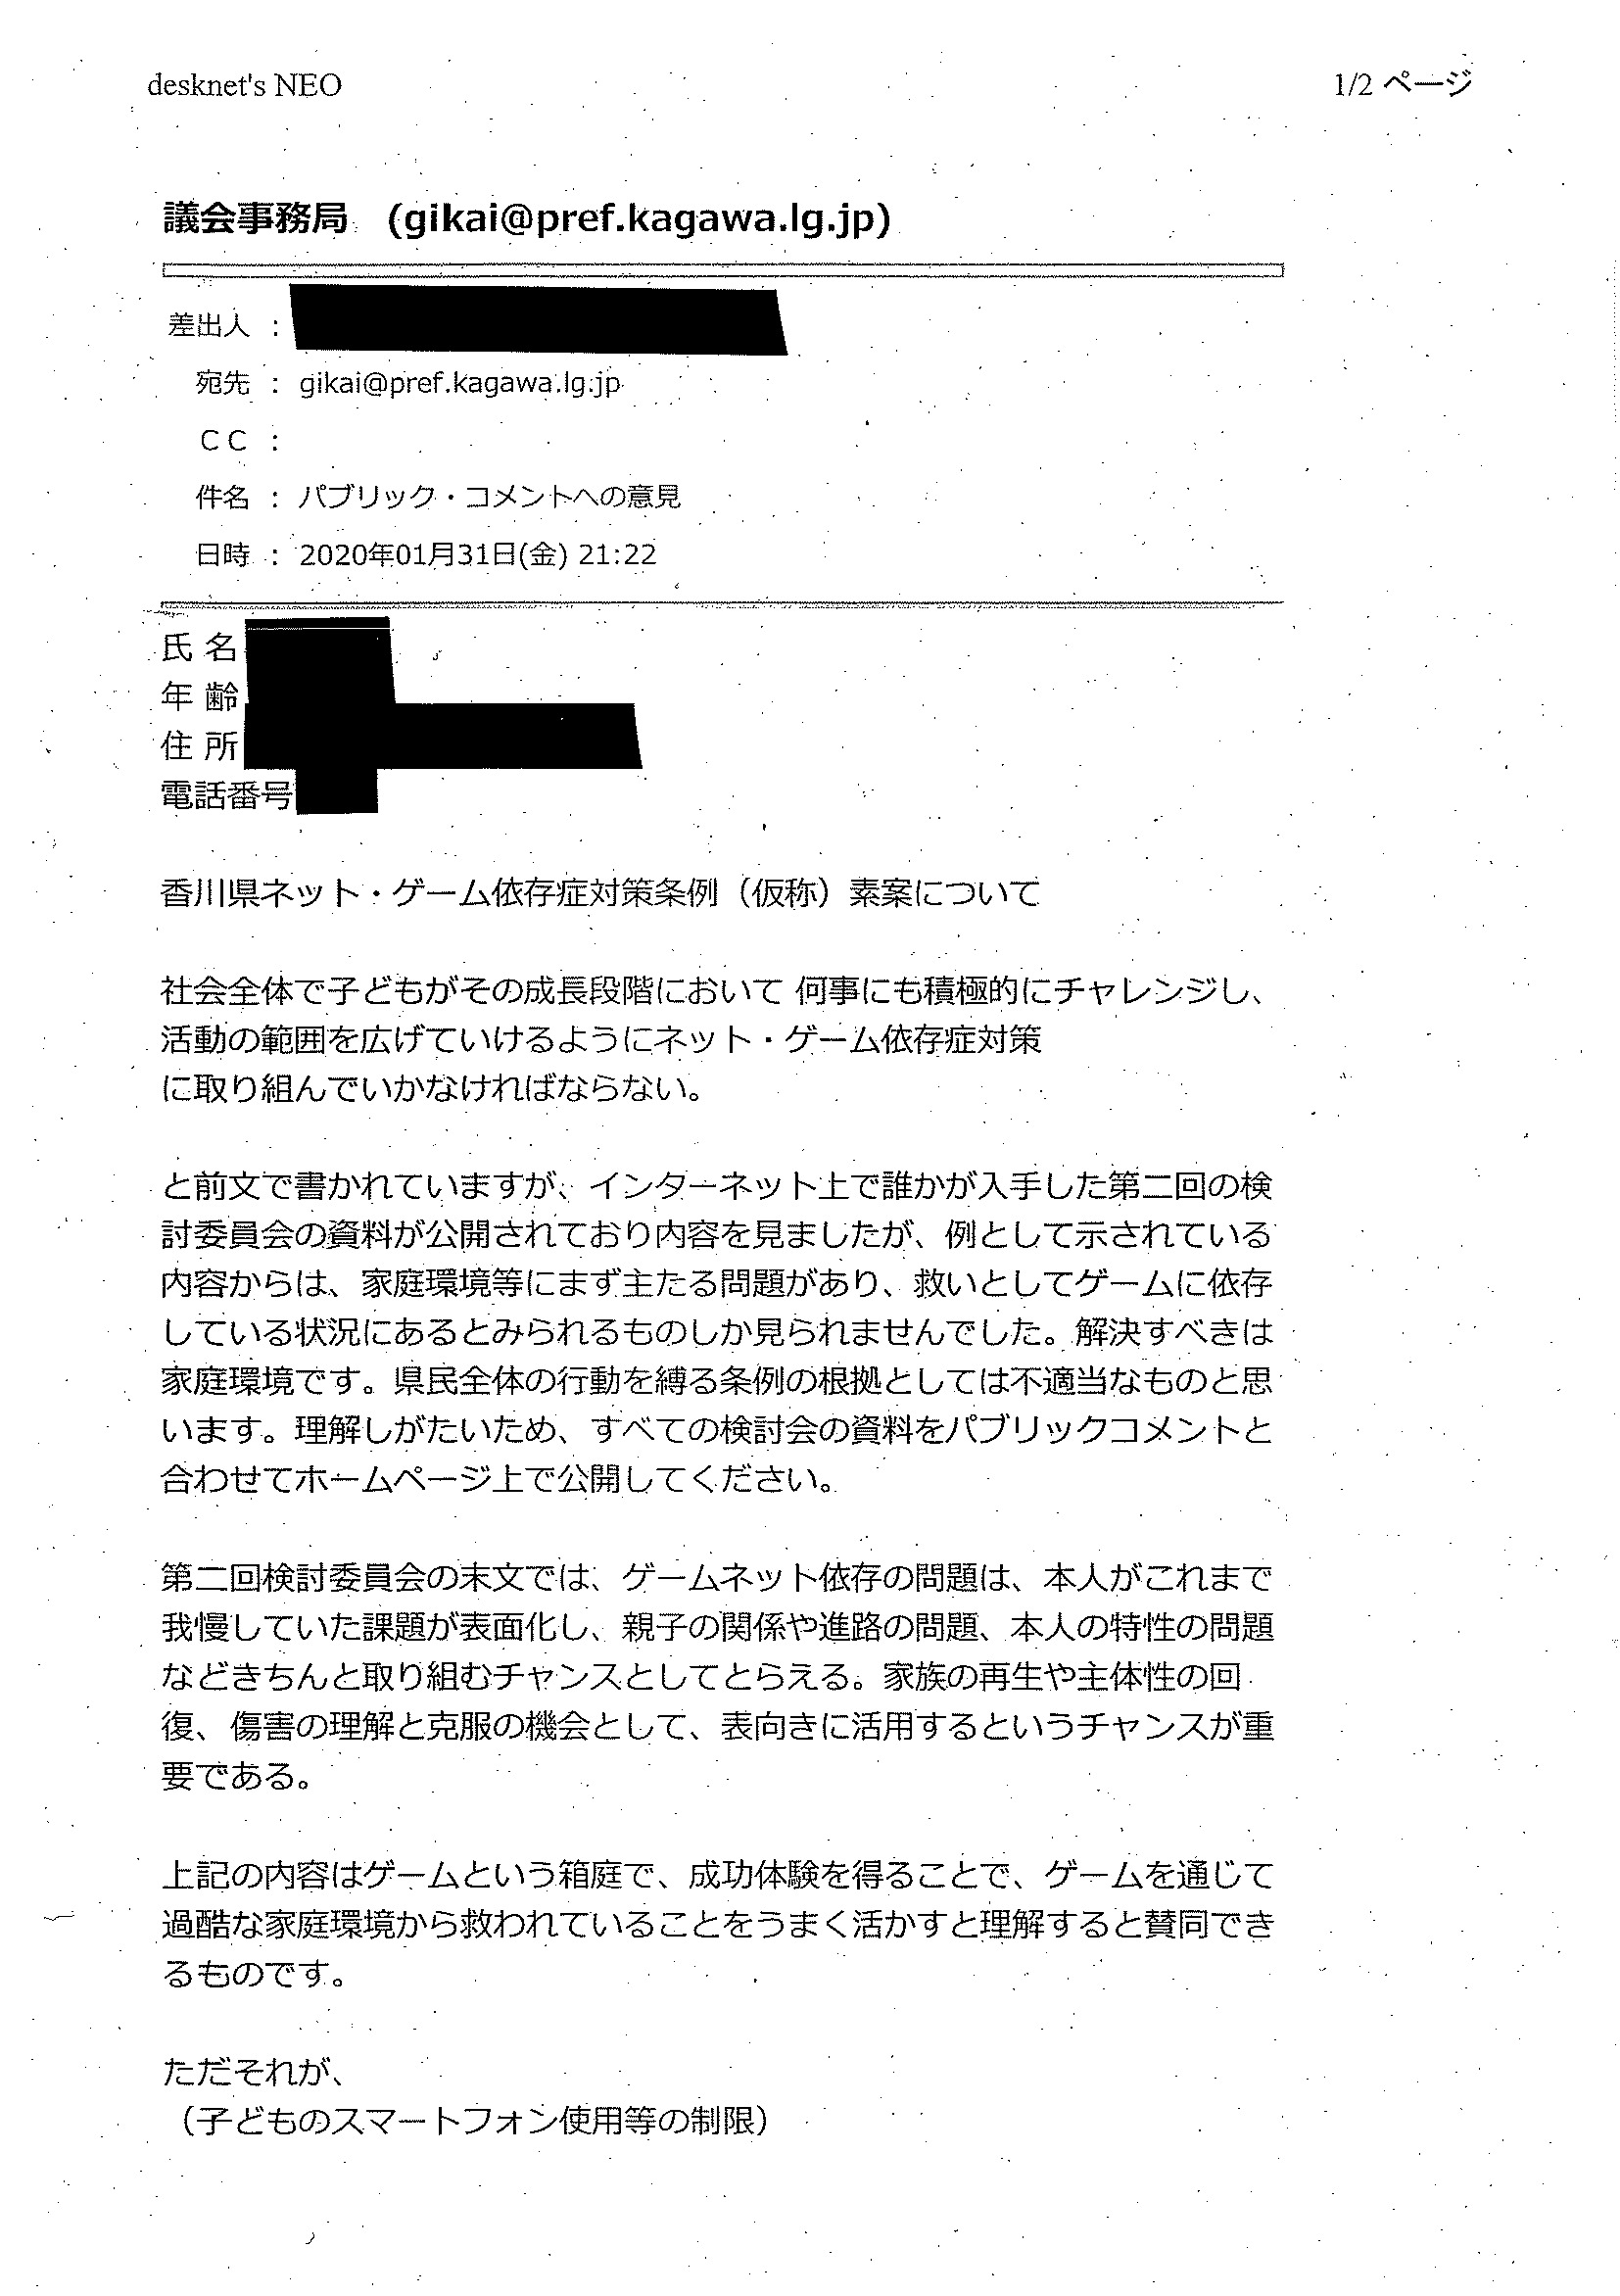 desknet's NEO
1/2 ページ
議会事務局 (gikai@pref.kagawa.lg.jp)
差出人 :
宛先 : gikai@pref.kagawa.lg.jp
CC :
件名 : パブリック・コメントへの意見
日時 : 2020年01月31日(金) 21:22
氏 名
年 齢
住 所
電話番号
香川県ネット・ゲーム依存症対策条例（仮称）素案について
社会全体で子どもがその成長段階において 何事にも積極的にチャレンジし、
活動の範囲を広げていけるようにネット・ゲーム依存症対策
に取り組んでいかなければならない。
と前文で書かれていますが、インターネット上で誰かが入手した第二回の検
討委員会の資料が公開されており内容を見ましたが、例として示されている
内容からは、家庭環境等にまず主たる問題があり、救いとしてゲームに依存
している状況にあるとみられるものしか見られませんでした。解決すべきは
家庭環境です。県民全体の行動を縛る条例の根拠としては不適当なものと思
います。理解しがたいため、すべての検討会の資料をパブリックコメントと
合わせてホームページ上で公開してください。
第二回検討委員会の末文では、ゲームネット依存の問題は、本人がこれまで
我慢していた課題が表面化し、親子の関係や進路の問題、本人の特性の問題
などきちんと取り組むチャンスとしてとらえる。家族の再生や主体性の回
復、傷害の理解と克服の機会として、表向きに活用するというチャンスが重
要である。
上記の内容はゲームという箱庭で、成功体験を得ることで、ゲームを通じて
過酷な家庭環境から救われていることをうまく活かすと理解すると賛同でき
るものです。
ただそれが、
（子どものスマートフォン使用等の制限）